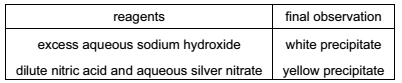 reagents final observation
excess aqueous sodium hydroxide white precipitate
dilute nitric acid and aqueous silver nitrate yellow precipitate